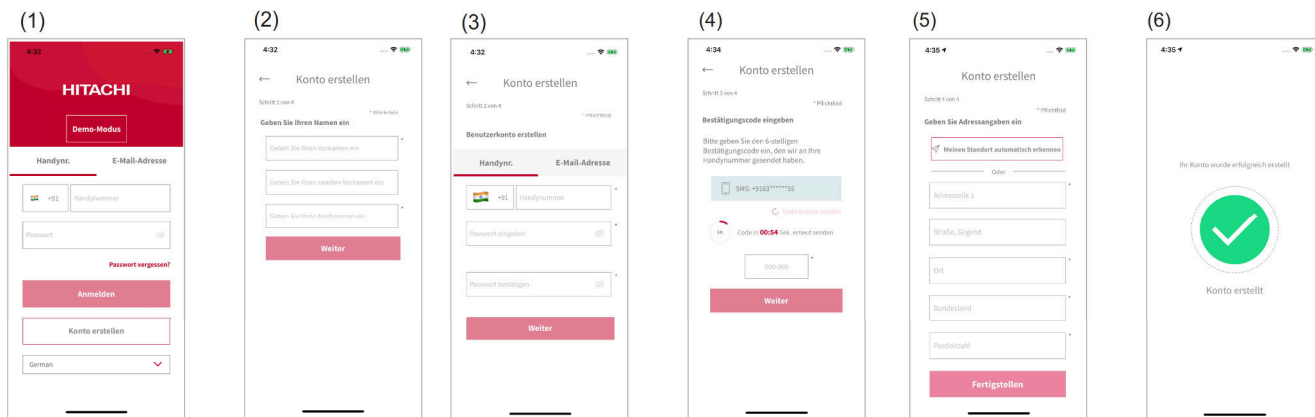 (1)
4:32
HITACHI
Demo-Modus
Handynr. E-Mail-Adresse
+91 Handynummer
Passwort
Passwort vergessen?
Anmelden
Konto erstellen
German
(2)
4:32
← Konto erstellen
Schritt 1 von 4
* Pflichtfeld
Geben Sie Ihren Namen ein
Geben Sie Ihren Vornamen ein *
Geben Sie Ihren zweiten Vornamen ein
Geben Sie Ihren Nachnamen ein *
Weiter
(3)
4:32
← Konto erstellen
Schritt 2 von 4
* Pflichtfeld
Benutzerkonto erstellen
Handynr. E-Mail-Adresse
+91 Handynummer *
Passwort eingeben *
Passwort bestätigen *
Weiter
(4)
4:34
← Konto erstellen
Schritt 3 von 4
* Pflichtfeld
Bestätigungscode eingeben
Bitte geben Sie den 6-stelligen
Bestätigungscode ein, den wir an Ihre
Handynummer gesendet haben.
SMS: +9163******55
Code erneut senden
Code in 00:54 Sek. erneut senden
000-000 *
Weiter
(5)
4:35
Konto erstellen
Schritt 4 von 4
* Pflichtfeld
Geben Sie Adressangaben ein
Meinen Standort automatisch erkennen
Oder
Adresszeile 1 *
Straße, Gegend
Ort *
Bundesland *
Postleitzahl *
Fertigstellen
(6)
4:35
Ihr Konto wurde erfolgreich erstellt
Konto erstellt